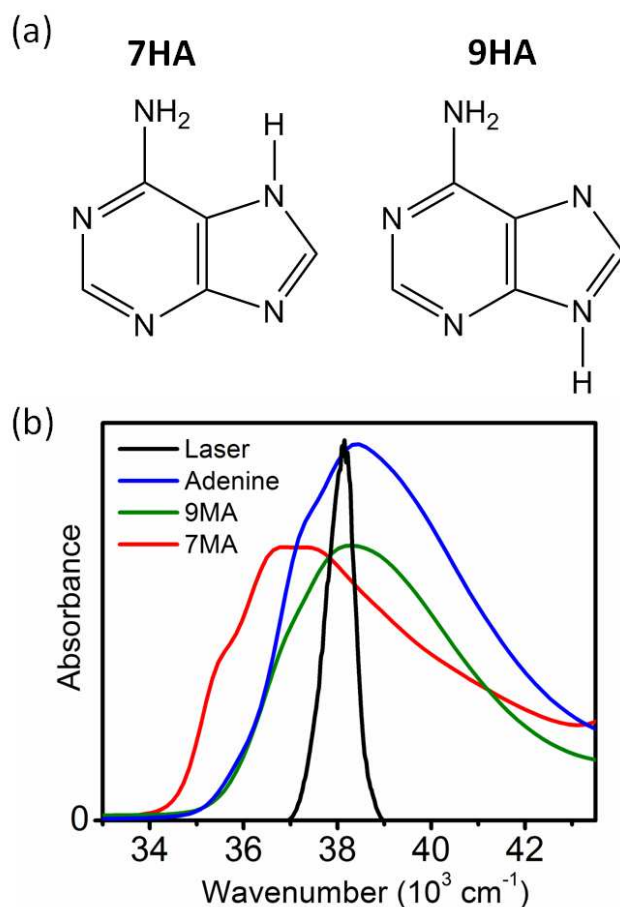 (a)
7HA 9HA
NH₂ H NH₂
N N N N
N N N N
H
(b)
Laser
Adenine
9MA
7MA
Absorbance
0
34 36 38 40 42
Wavenumber (10³ cm⁻¹)